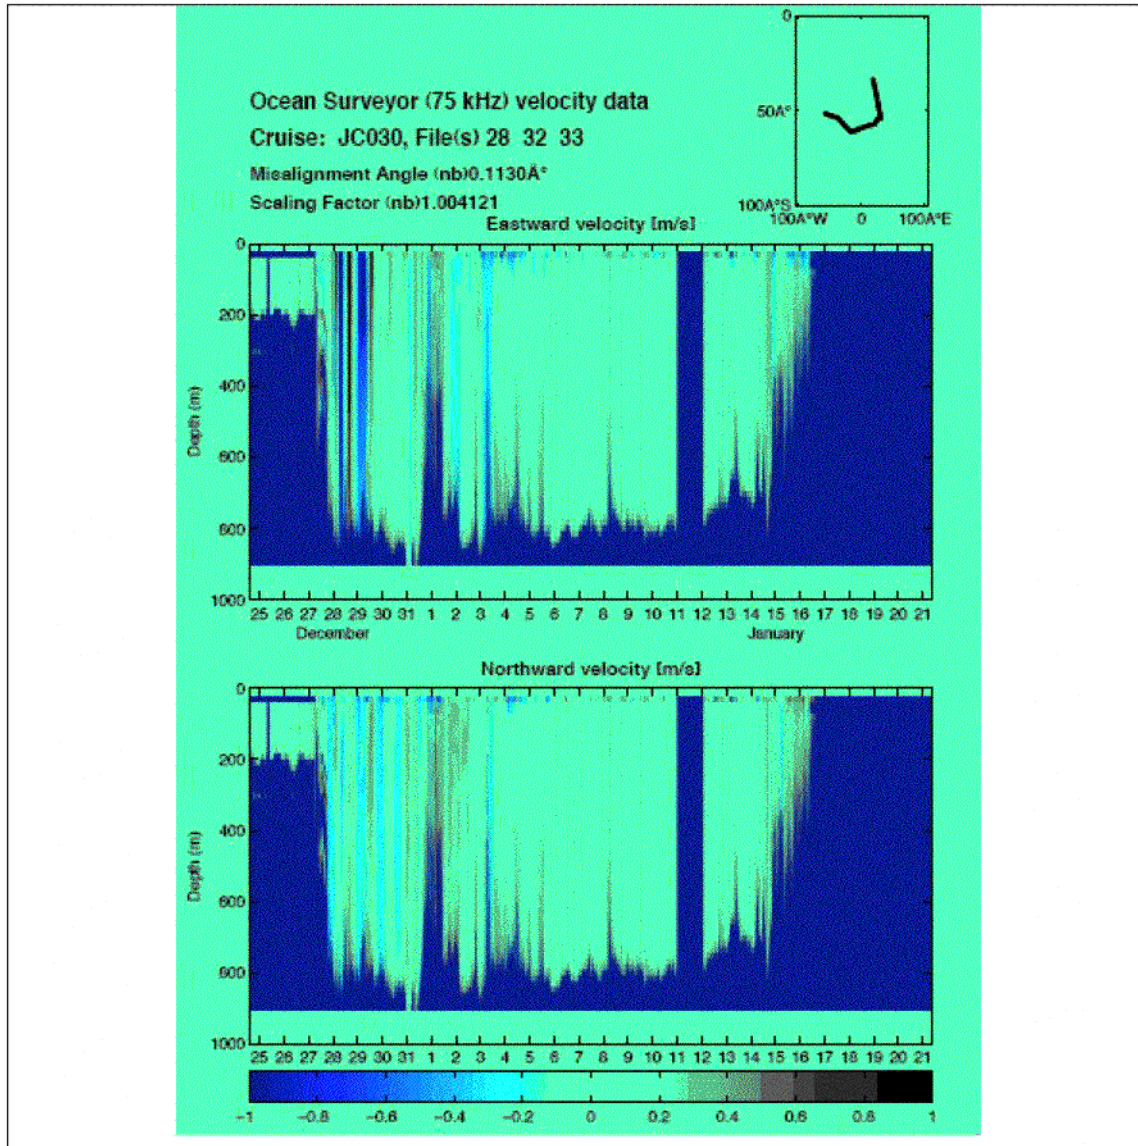 0
50Â°
100Â°S
100Â°W 0 100Â°E
Ocean Surveyor (75 kHz) velocity data
Cruise: JC030, File(s) 28 32 33
Misalignment Angle (nb)0.1130Â°
Scaling Factor (nb)1.004121
Eastward velocity [m/s]
0
200
400
600
800
1000
Depth (m)
25 26 27 28 29 30 31 1 2 3 4 5 6 7 8 9 10 11 12 13 14 15 16 17 18 19 20 21
December January
Northward velocity [m/s]
0
200
400
600
800
1000
Depth (m)
25 26 27 28 29 30 31 1 2 3 4 5 6 7 8 9 10 11 12 13 14 15 16 17 18 19 20 21
−1 −0.8 −0.6 −0.4 −0.2 0 0.2 0.4 0.6 0.8 1